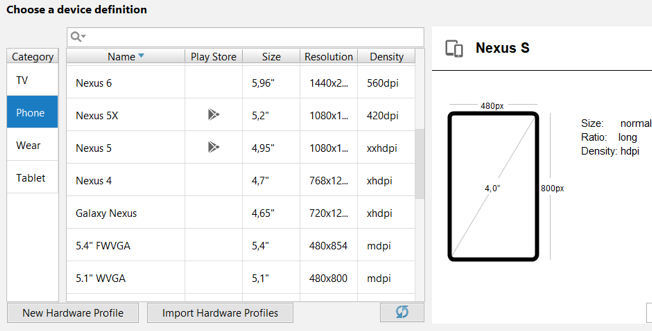 Choose a device definition
Category
TV
Phone
Wear
Tablet
Name Play Store Size Resolution Density
Nexus 6 5,96" 1440x2... 560dpi
Nexus 5X 5,2" 1080x1... 420dpi
Nexus 5 4,95" 1080x1... xxhdpi
Nexus 4 4,7" 768x12... xhdpi
Galaxy Nexus 4,65" 720x12... xhdpi
5.4" FWVGA 5,4" 480x854 mdpi
5.1" WVGA 5,1" 480x800 mdpi
New Hardware Profile Import Hardware Profiles
Nexus S
480px
4,0"
800px
Size: normal
Ratio: long
Density: hdpi